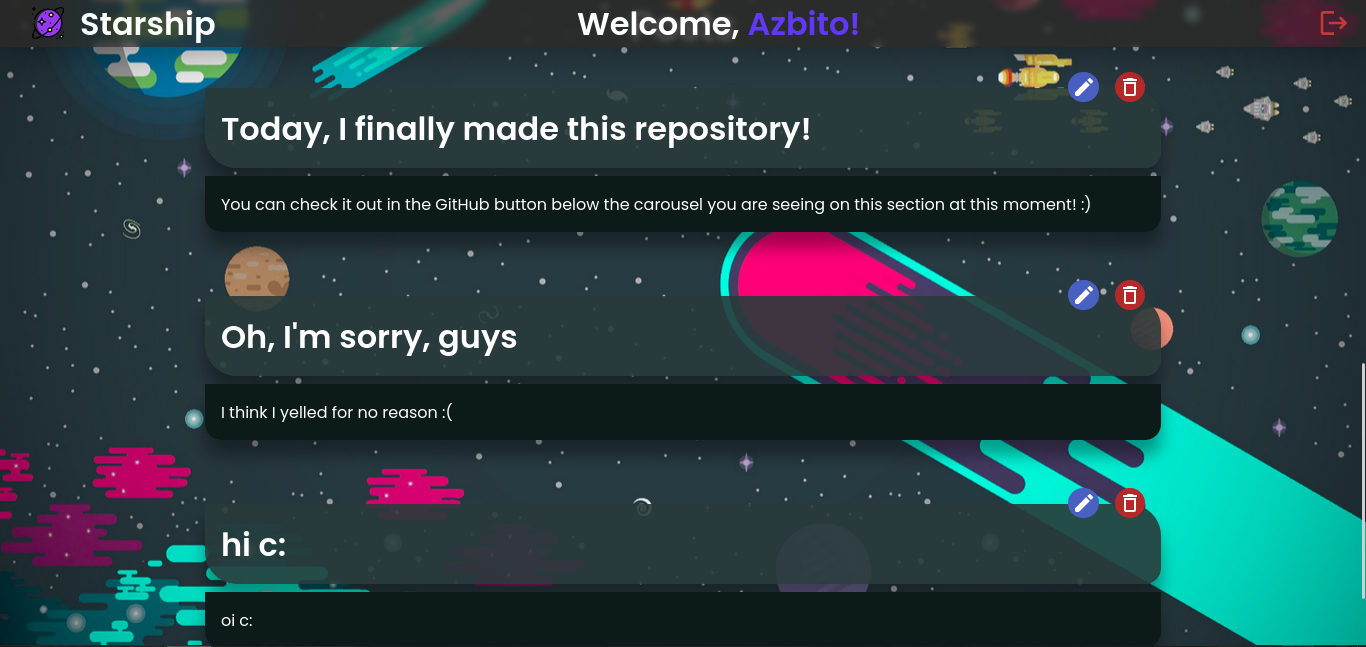 Starship
Welcome, Azbito!
Today, I finally made this repository!
You can check it out in the GitHub button below the carousel you are seeing on this section at this moment! :)
Oh, I'm sorry, guys
I think I yelled for no reason :(
hi c:
oi c: